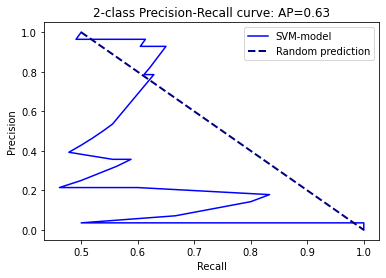 2-class Precision-Recall curve: AP=0.63
SVM-model
Random prediction
Precision
1.0
0.8
0.6
0.4
0.2
0.0
0.5
0.6
0.7
0.8
0.9
1.0
Recall